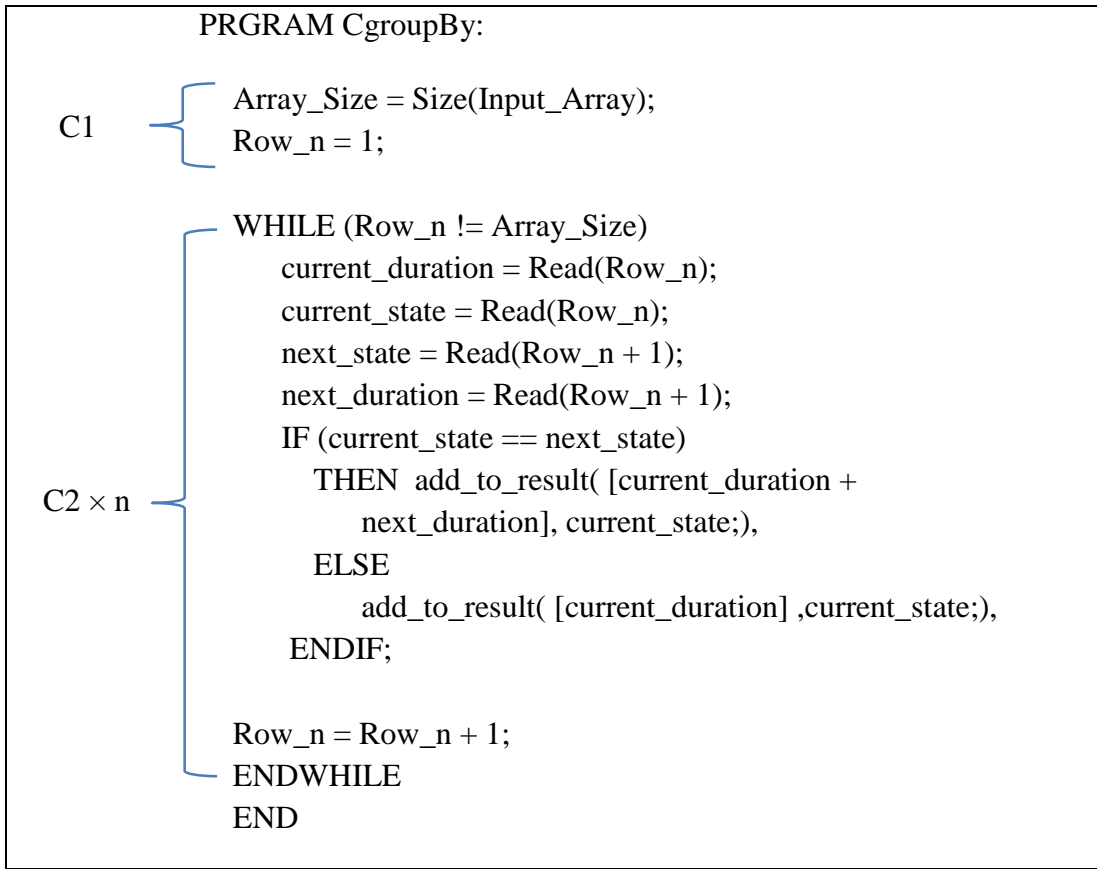 PRGRAM CgroupBy:
C1
Array_Size = Size(Input_Array);
Row_n = 1;
WHILE (Row_n != Array_Size)
current_duration = Read(Row_n);
current_state = Read(Row_n);
next_state = Read(Row_n + 1);
next_duration = Read(Row_n + 1);
IF (current_state == next_state)
THEN add_to_result( [current_duration +
C2 × n
next_duration], current_state;),
ELSE
add_to_result( [current_duration] ,current_state;),
ENDIF;
Row_n = Row_n + 1;
ENDWHILE
END